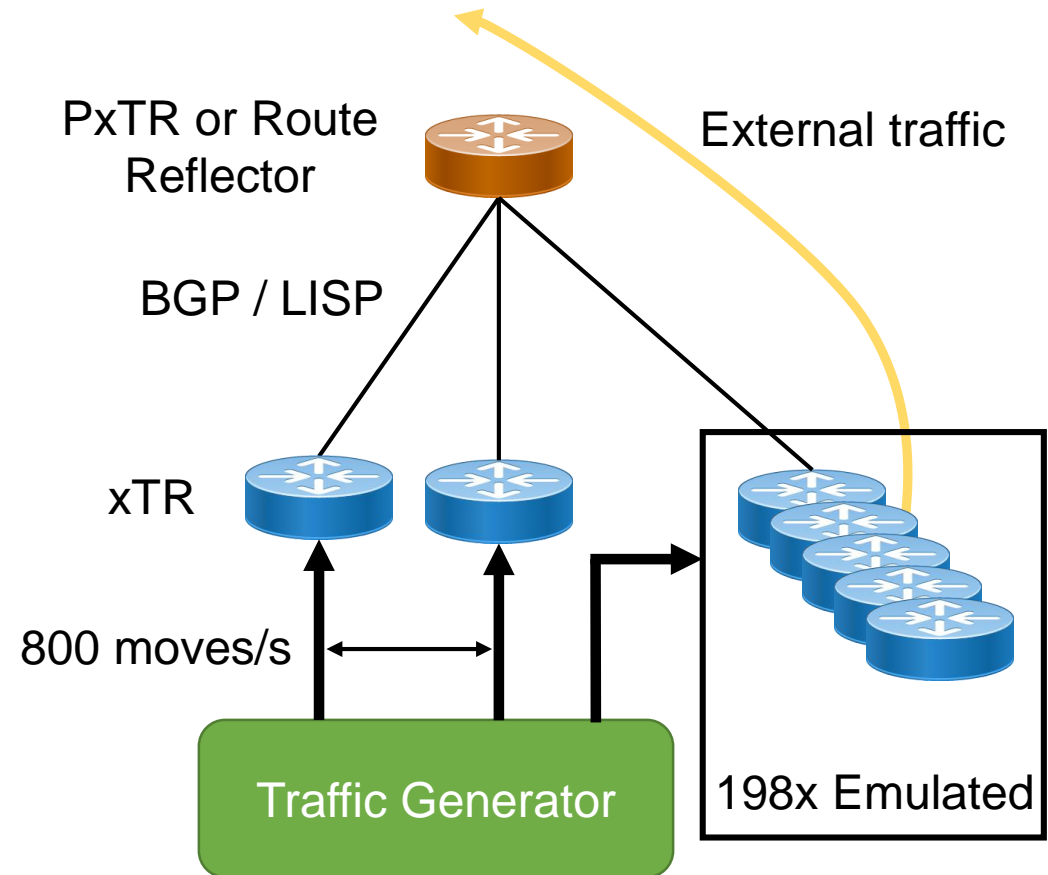 PxTR or Route
Reflector
External traffic
BGP / LISP
xTR
800 moves/s
Traffic Generator
198x Emulated